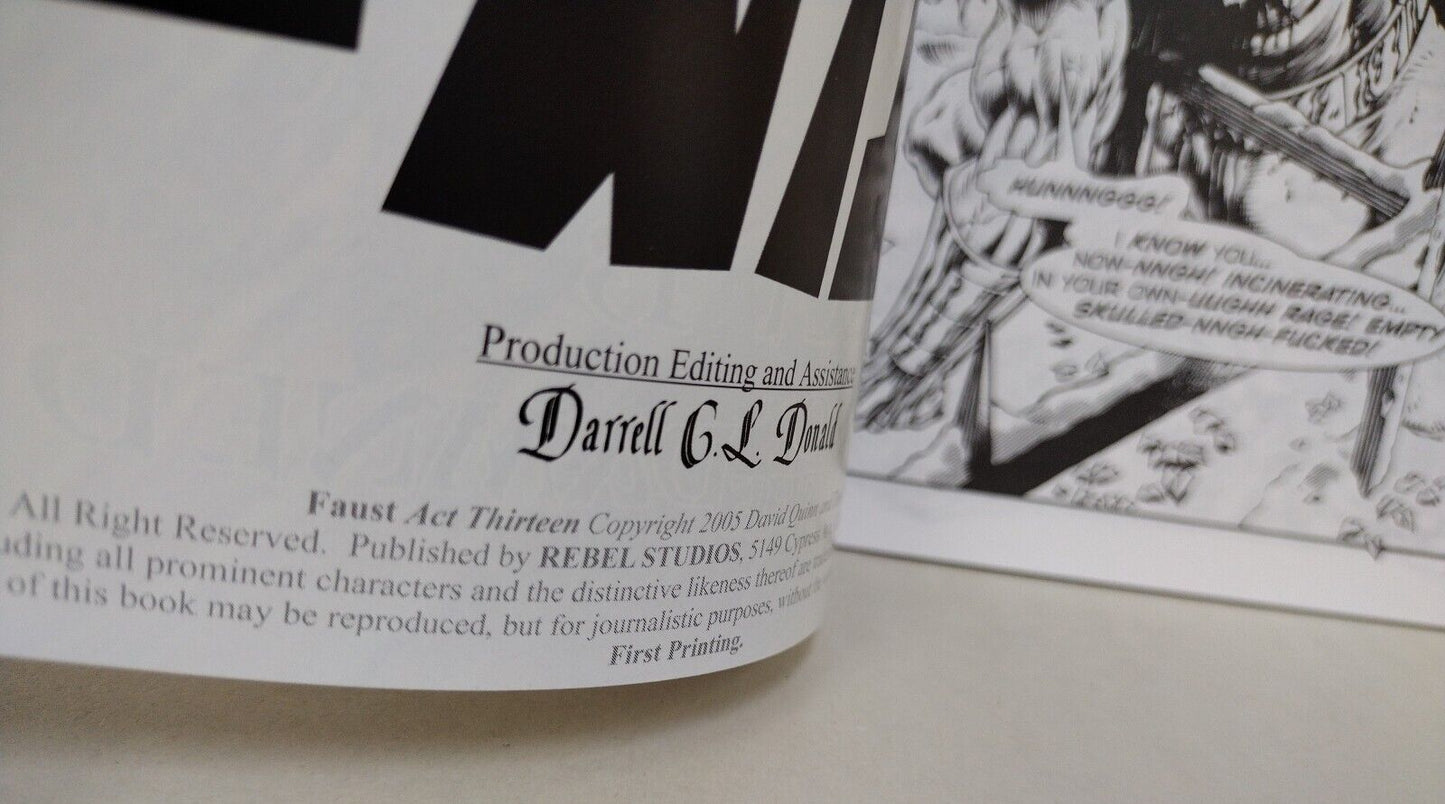 Production Editing and Assistance
Darrell G.L. Donald
Faust Act Thirteen Copyright 2005 David Quinn and
All Right Reserved. Published by REBEL STUDIOS, 5149 Cypress
all prominent characters and the distinctive likeness thereof are
of this book may be reproduced, but for journalistic purposes, without the
First Printing.
HUNNNGGG!
I KNOW YOU...
NOW-NNGH! INCINERATING...
IN YOUR OWN-UUGHH RAGE! EMPTY
SKULLED-NNGH-FUCKED!